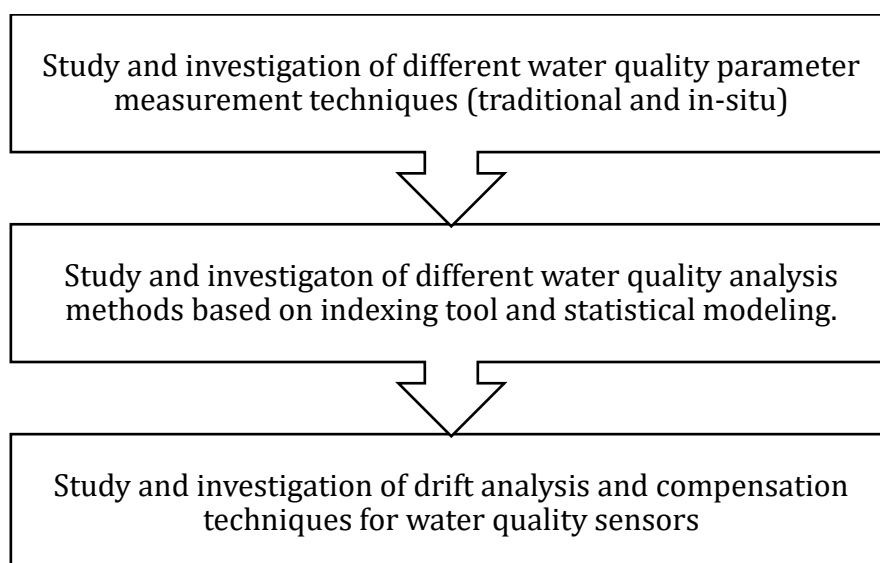 Study and investigation of different water quality parameter
measurement techniques (traditional and in-situ)
Study and investigaton of different water quality analysis
methods based on indexing tool and statistical modeling.
Study and investigation of drift analysis and compensation
techniques for water quality sensors